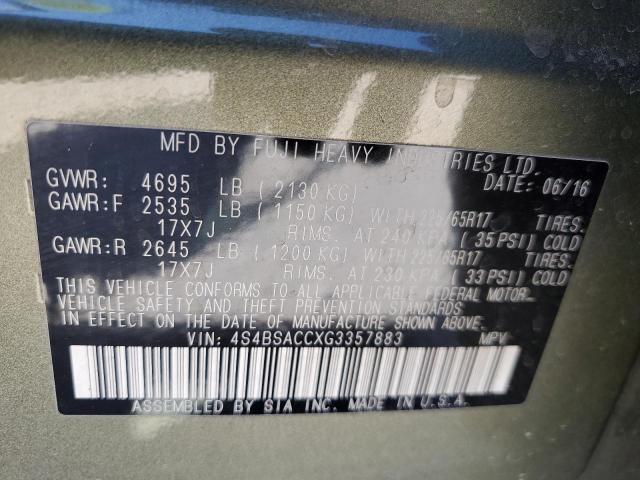 MFD BY FUJI HEAVY INDUSTRIES LTD.
DATE: 06/16
GVWR: 4695 LB (2130 KG)
GAWR:F 2535 LB (1150 KG) WITH 225/65R17 TIRES.
17X7J RIMS. AT 240 KPA (35 PSI) COLD
GAWR:R 2645 LB (1200 KG) WITH 225/65R17 TIRES.
17X7J RIMS. AT 230 KPA (33 PSI) COLD
THIS VEHICLE CONFORMS TO ALL APPLICABLE FEDERAL MOTOR
VEHICLE SAFETY AND THEFT PREVENTION STANDARDS IN
EFFECT ON THE DATE OF MANUFACTURE SHOWN ABOVE.
VIN: 4S4BSACCXG3357883 MPV
ASSEMBLED BY SIA INC. MADE IN U.S.A.